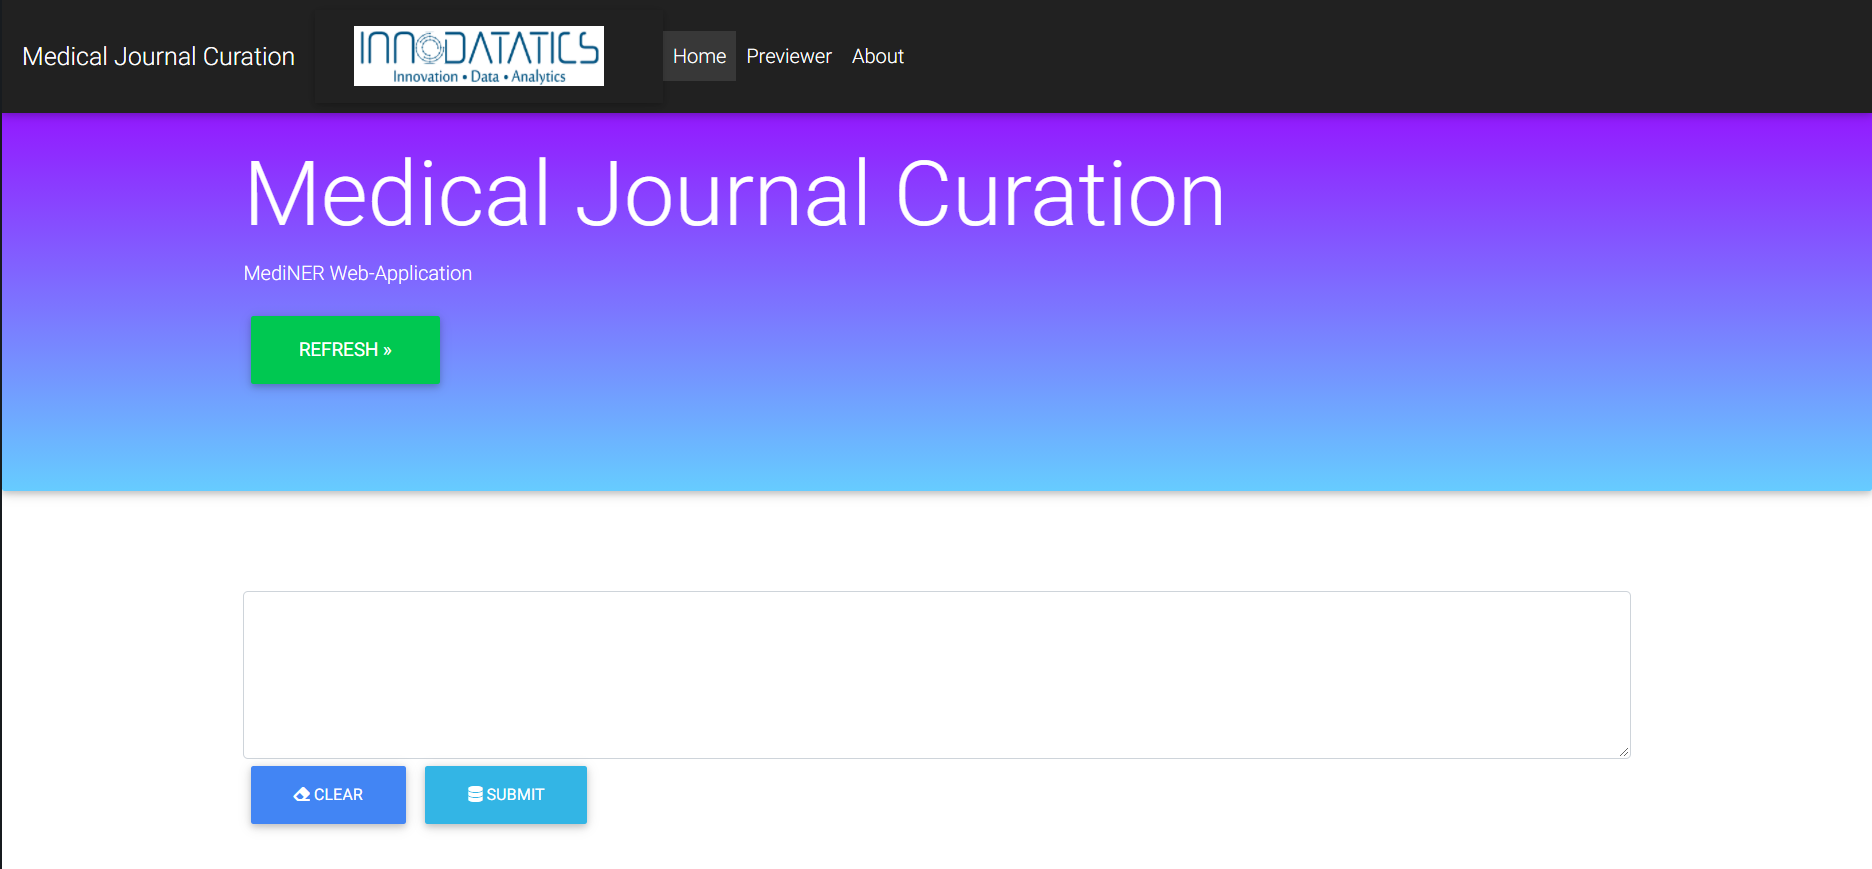 Medical Journal Curation
INNODATATICS
Innovation • Data • Analytics
Home Previewer About
Medical Journal Curation
MediNER Web-Application
REFRESH »
CLEAR SUBMIT